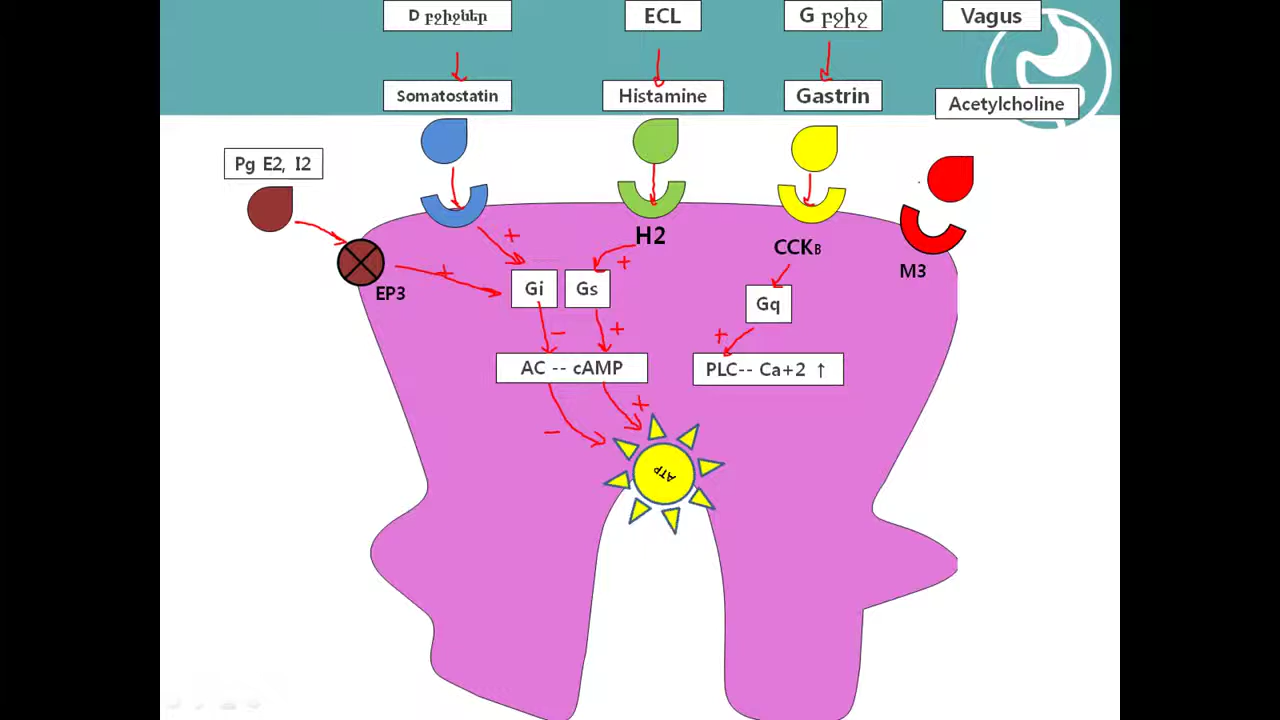 D բջիջներ
ECL
G բջիջ
Vagus
Somatostatin
Histamine
Gastrin
Acetylcholine
Pg E2, I2
H2
CCKB
M3
EP3
Gi
Gs
Gq
+
+
+
-
+
+
AC -- cAMP
PLC-- Ca+2 ↑
-
+
ATP